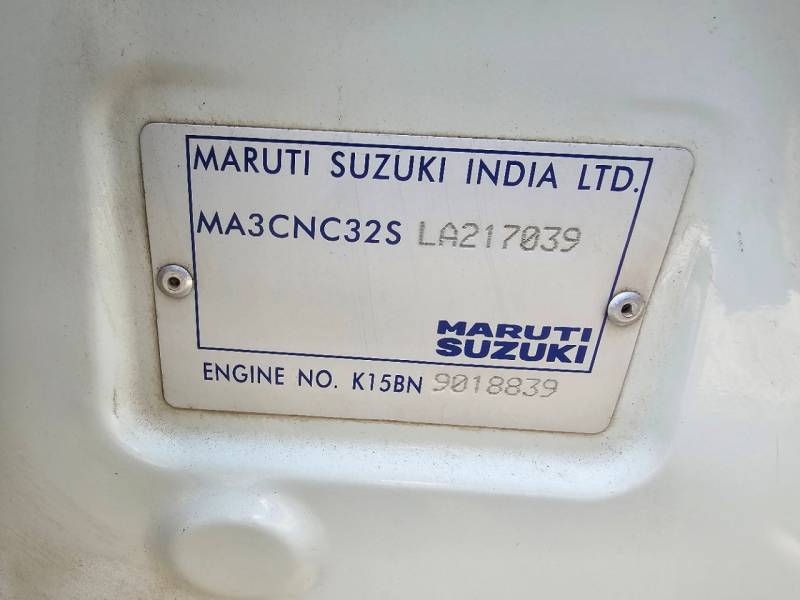 MARUTI SUZUKI INDIA LTD.
MA3CNC32S LA217039
MARUTI
SUZUKI
ENGINE NO. K15BN 9018839